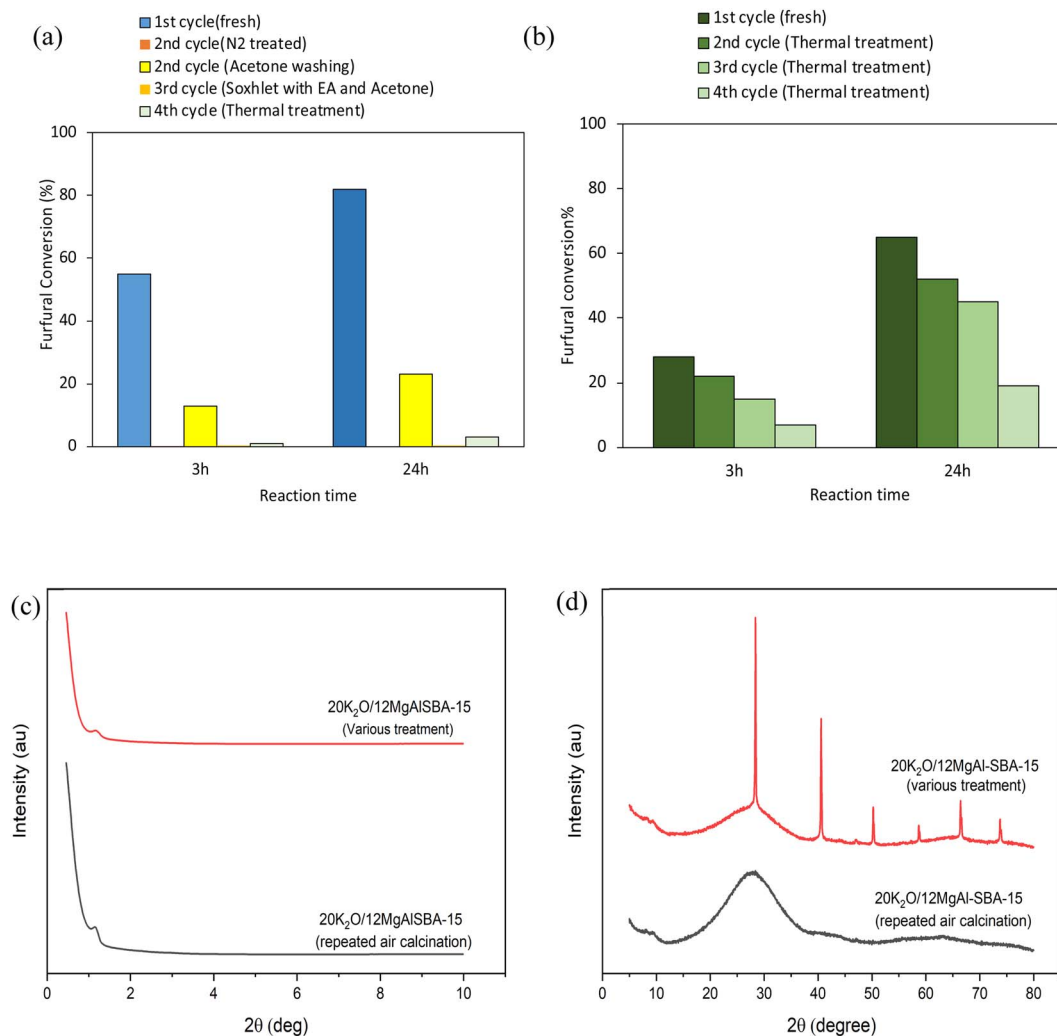 (a)
1st cycle(fresh)
2nd cycle(N2 treated)
2nd cycle (Acetone washing)
3rd cycle (Soxhlet with EA and Acetone)
4th cycle (Thermal treatment)
100
80
60
40
20
0
Furfural Conversion (%)
3h
24h
Reaction time
(b)
1st cycle (fresh)
2nd cycle (Thermal treatment)
3rd cycle (Thermal treatment)
4th cycle (Thermal treatment)
100
80
60
40
20
0
Furfural conversion%
3h
24h
Reaction time
(c)
Intensity (au)
20K₂O/12MgAlSBA-15
(Various treatment)
20K₂O/12MgAlSBA-15
(repeated air calcination)
0 2 4 6 8 10
2θ (deg)
(d)
Intensity (au)
20K₂O/12MgAl-SBA-15
(various treatment)
20K₂O/12MgAl-SBA-15
(repeated air calcination)
0 10 20 30 40 50 60 70 80
2θ (degree)